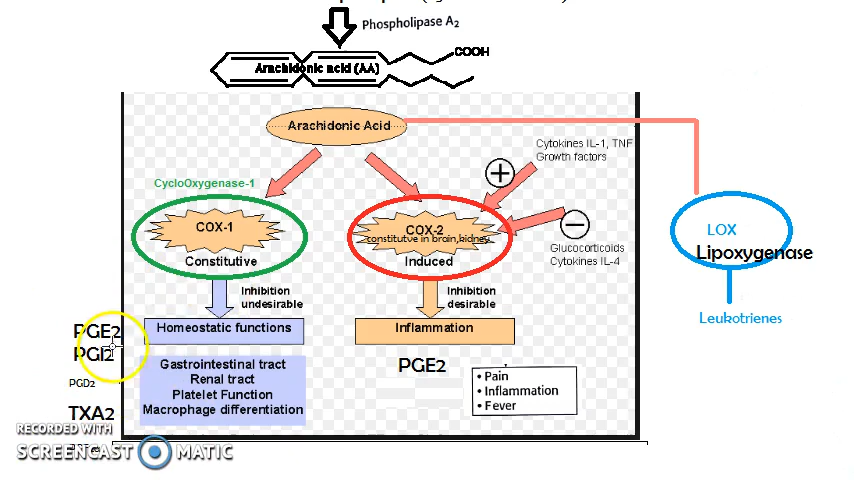 Phospholipase A2
COOH
Arachidonic acid (AA)
Arachidonic Acid
Cytokines IL-1, TNF
Growth factors
CycloOxygenase-1
COX-1
Constitutive
COX-2
constitutve in brain,kidney
Induced
Glucocorticoids
Cytokines IL-4
LOX
Lipoxygenase
Leukotrienes
Inhibition
undesirable
Inhibition
desirable
Homeostatic functions
Inflammation
PGE2
PGI2
PGD2
TXA2
Gastrointestinal tract
Renal tract
Platelet Function
Macrophage differentiation
PGE2
• Pain
• Inflammation
• Fever
RECORDED WITH
SCREENCAST MATIC